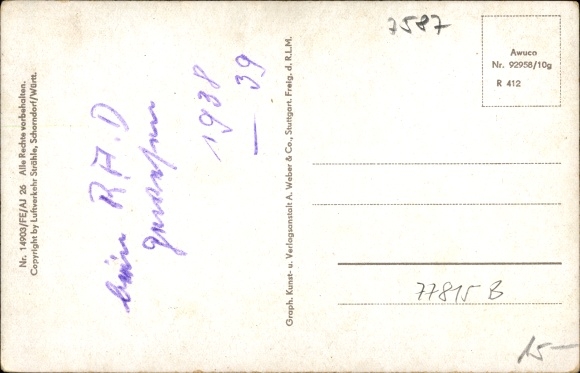 Nr. 14903/FE/AJ 26 Alle Rechte vorbehalten.
Copyright by Luftverkehr Strähle, Schorndorf/Württ.
beim R.A.D
1938
— 39
Graph. Kunst- u. Verlagsanstalt A. Weber & Co., Stuttgart. Freig. d. R.L.M.
7587
Awuco
Nr. 92958/10g
R 412
77815 B
15—